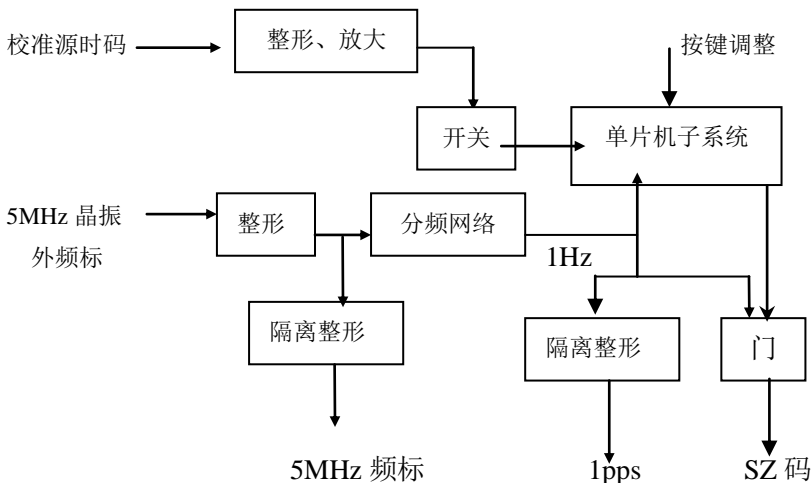 校准源时码
整形、放大
按键调整
开关
单片机子系统
5MHz 晶振
外频标
整形
分频网络
1Hz
隔离整形
隔离整形
门
5MHz 频标
1pps
SZ 码